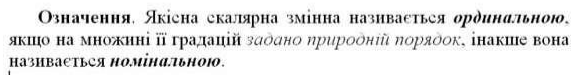 Означення. Якісна скалярна змінна називається ординальною,
якщо на множині її градацій задано природній порядок, інакше вона
називається номінальною.